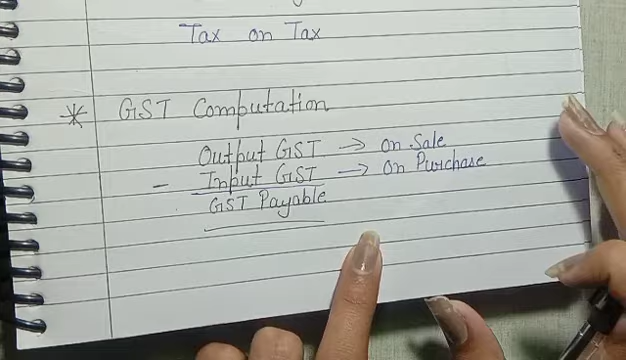 Tax on Tax
* GST Computation
Output GST → on Sale
- Input GST → on Purchase
GST Payable